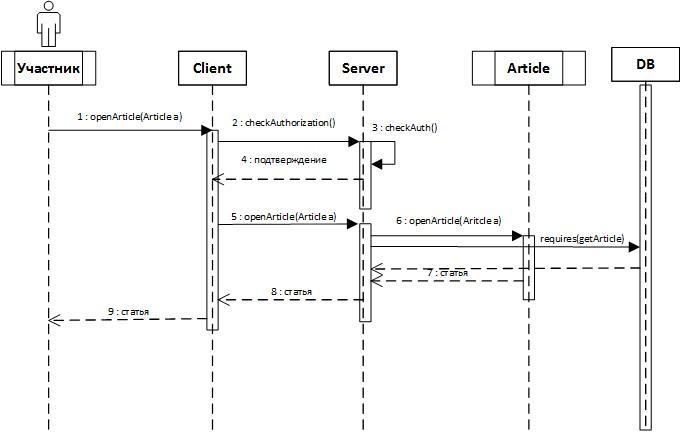 Участник
Client
Server
Article
DB
1 : openArticle(Article a)
2 : checkAuthorization()
3 : checkAuth()
4 : подтверждение
5 : openArticle(Article a)
6 : openArticle(Aritcle a)
requires(getArticle)
7 : статья
8 : статья
9 : статья